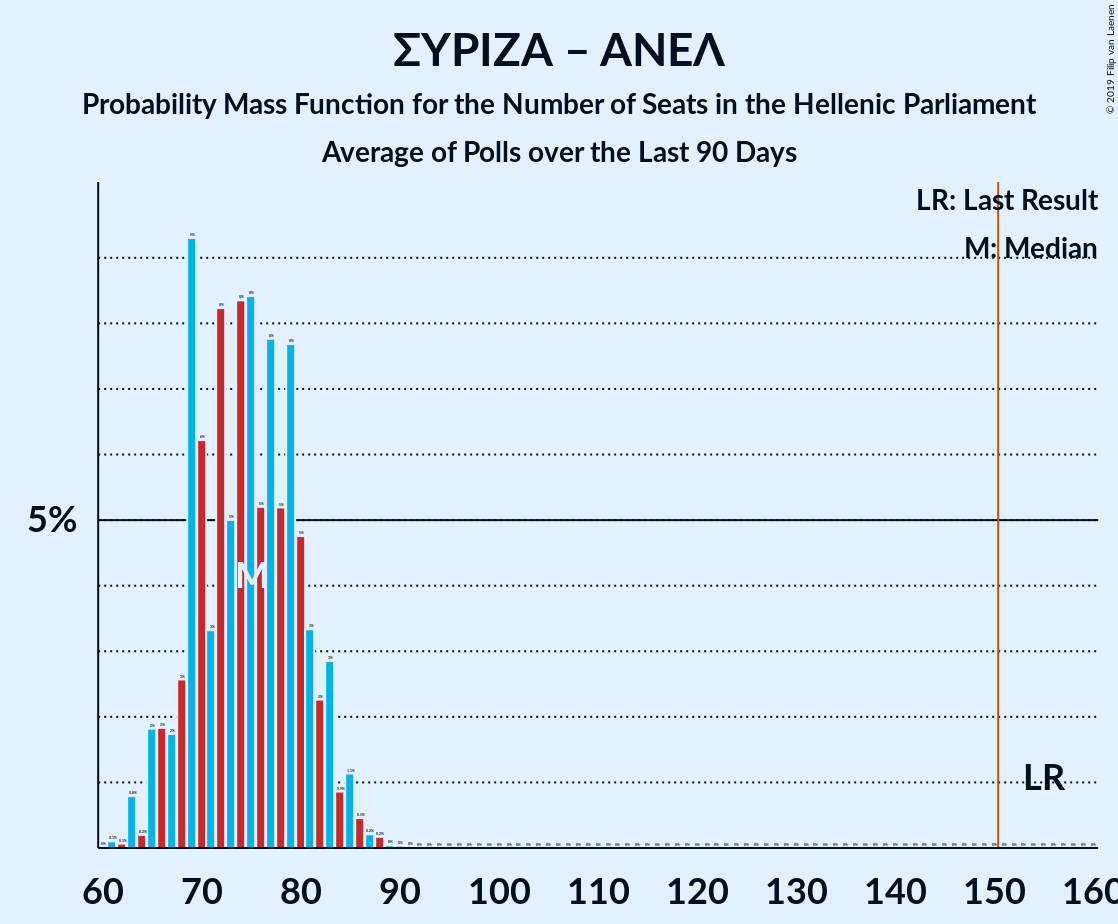 ΣΥΡΙΖΑ – ΑΝΕΛ
Probability Mass Function for the Number of Seats in the Hellenic Parliament
Average of Polls over the Last 90 Days
© 2019 Filip van Laenen
LR: Last Result
M: Median
5%
M
LR
60 70 80 90 100 110 120 130 140 150 160